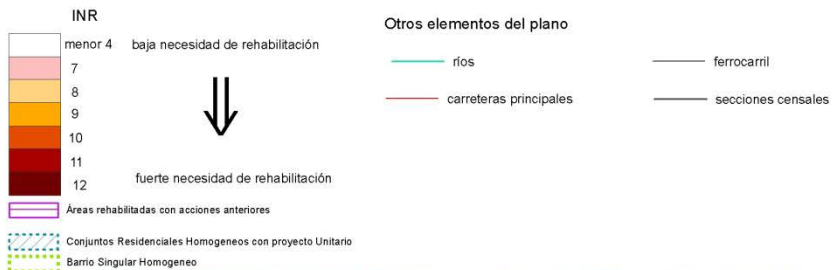 INR
menor 4 baja necesidad de rehabilitación
7
8
9
10
11
12 fuerte necesidad de rehabilitación
Áreas rehabilitadas con acciones anteriores
Conjuntos Residenciales Homogeneos con proyecto Unitario
Barrio Singular Homogeneo
Otros elementos del plano
ríos ferrocarril
carreteras principales secciones censales